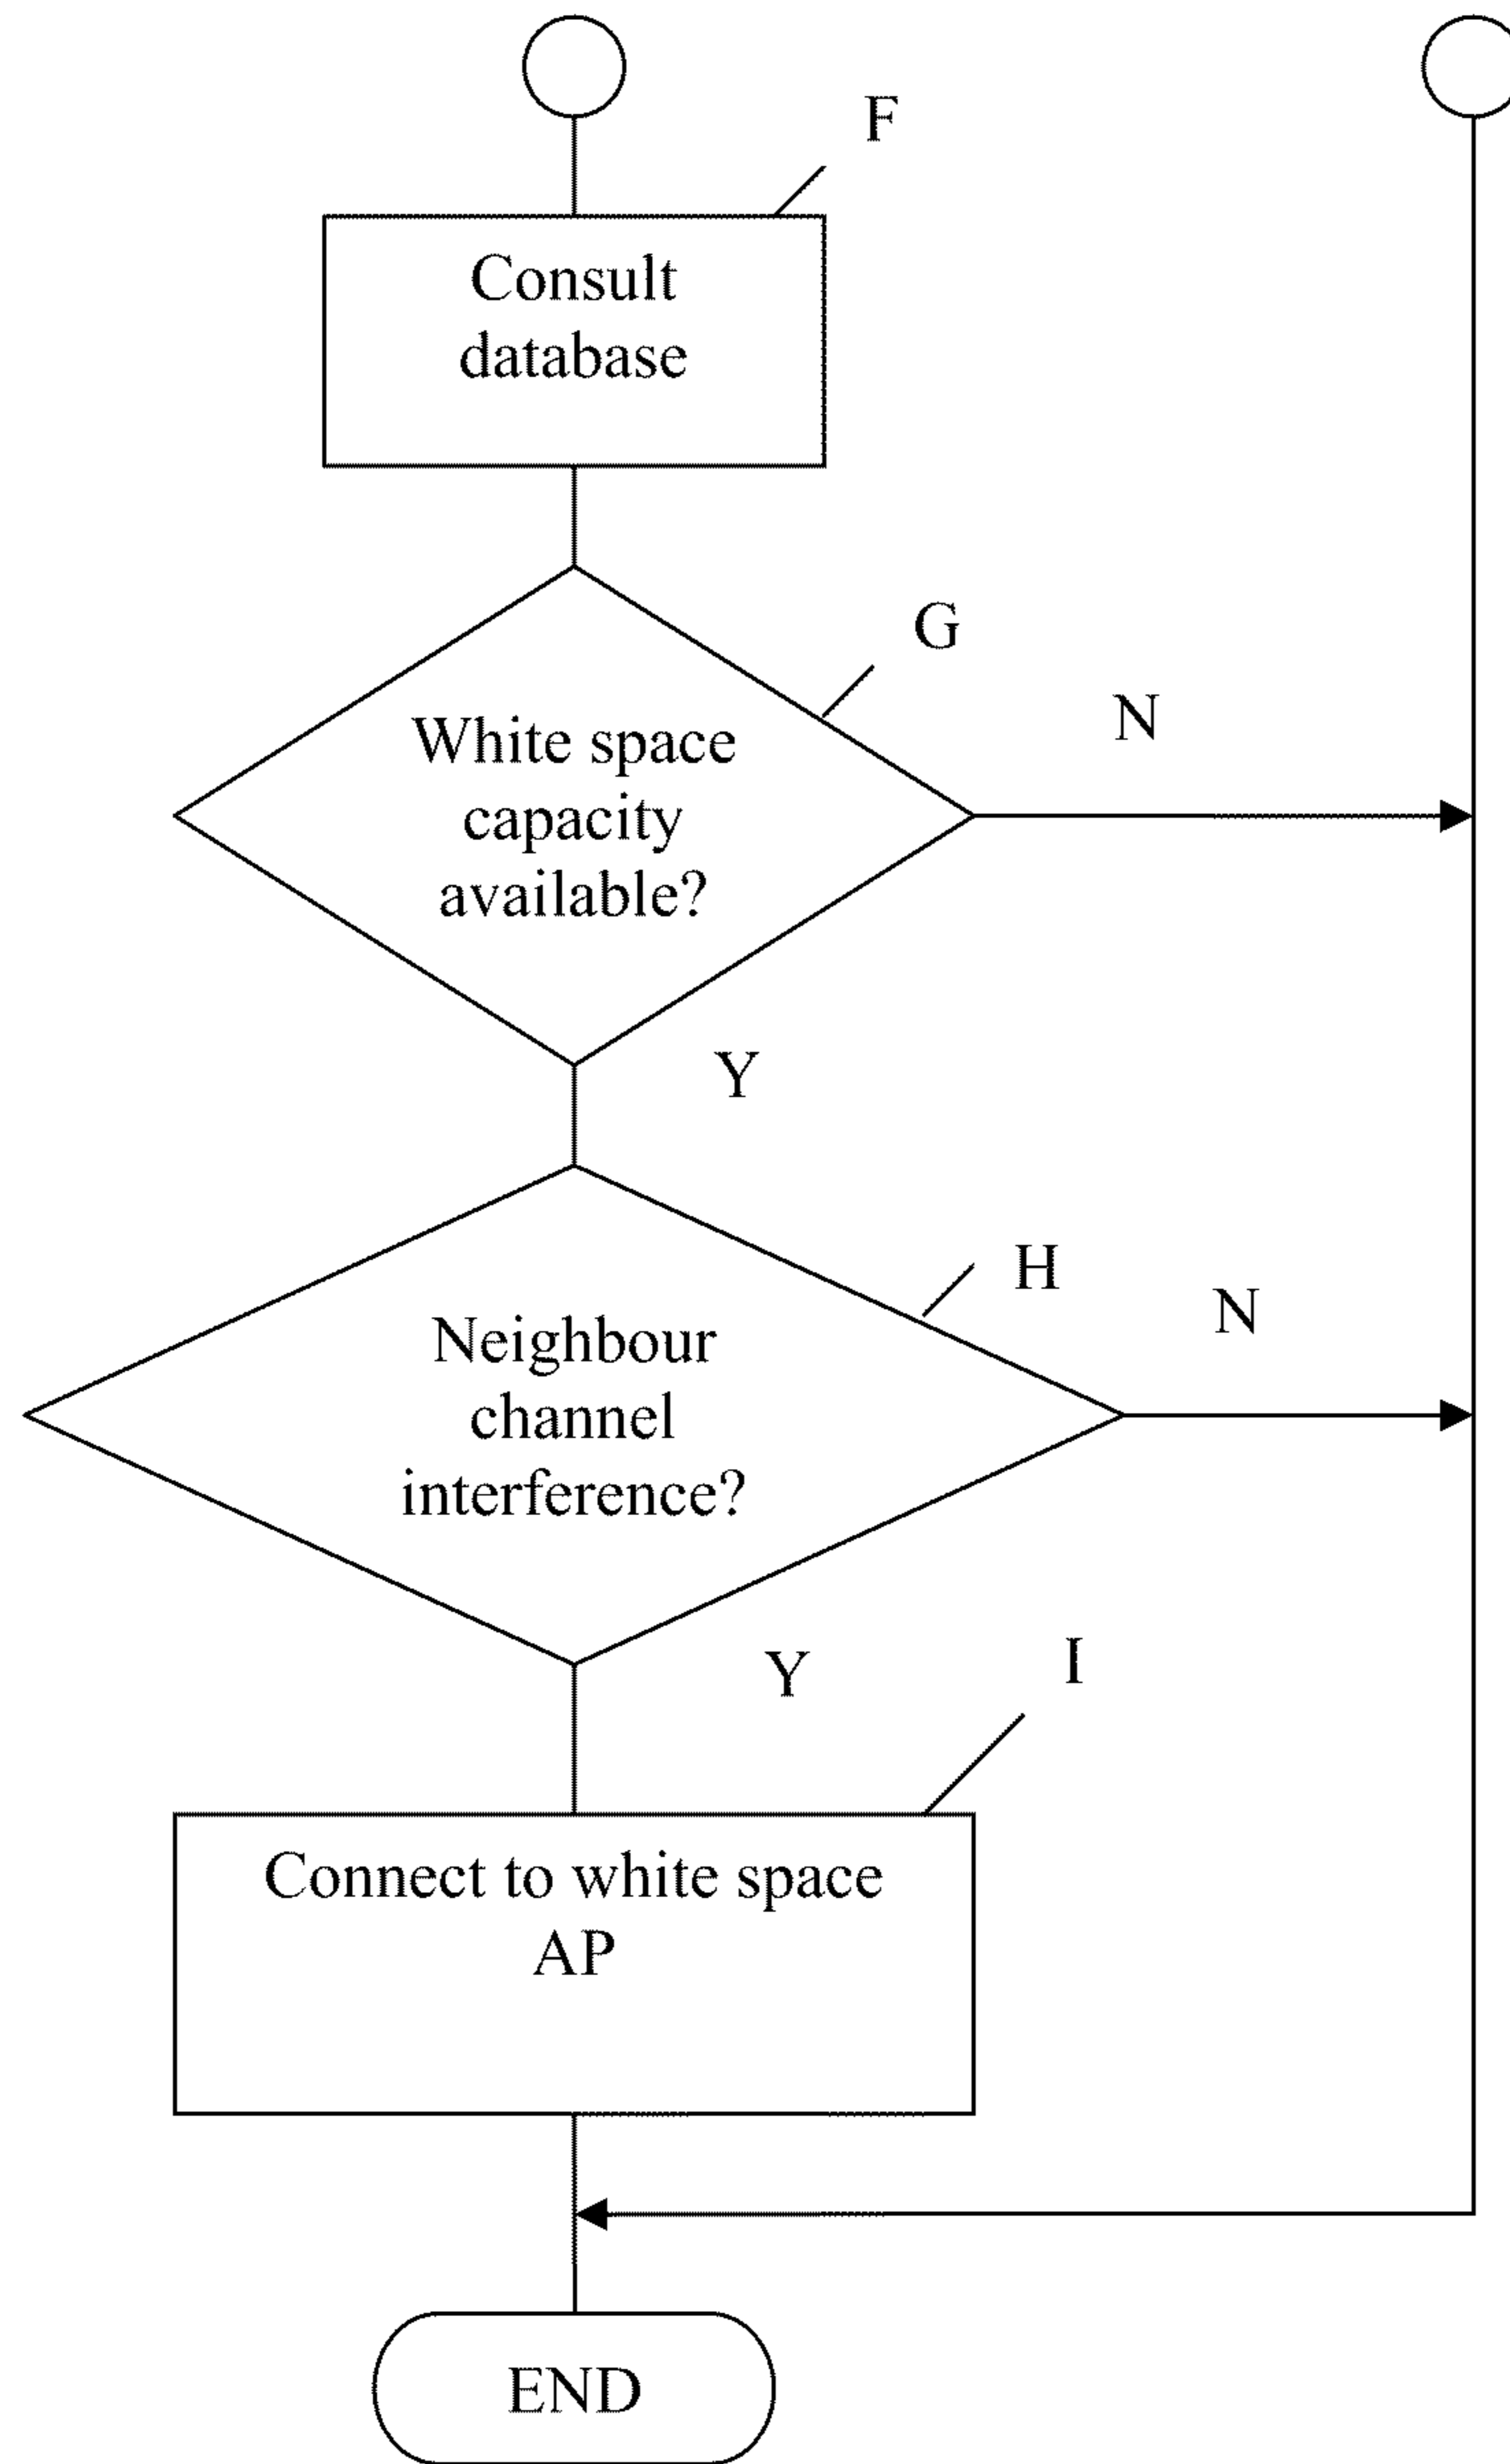 F
Consult
database
G
N
White space
capacity
available?
Y
H
N
Neighbour
channel
interference?
Y
I
Connect to white space
AP
END